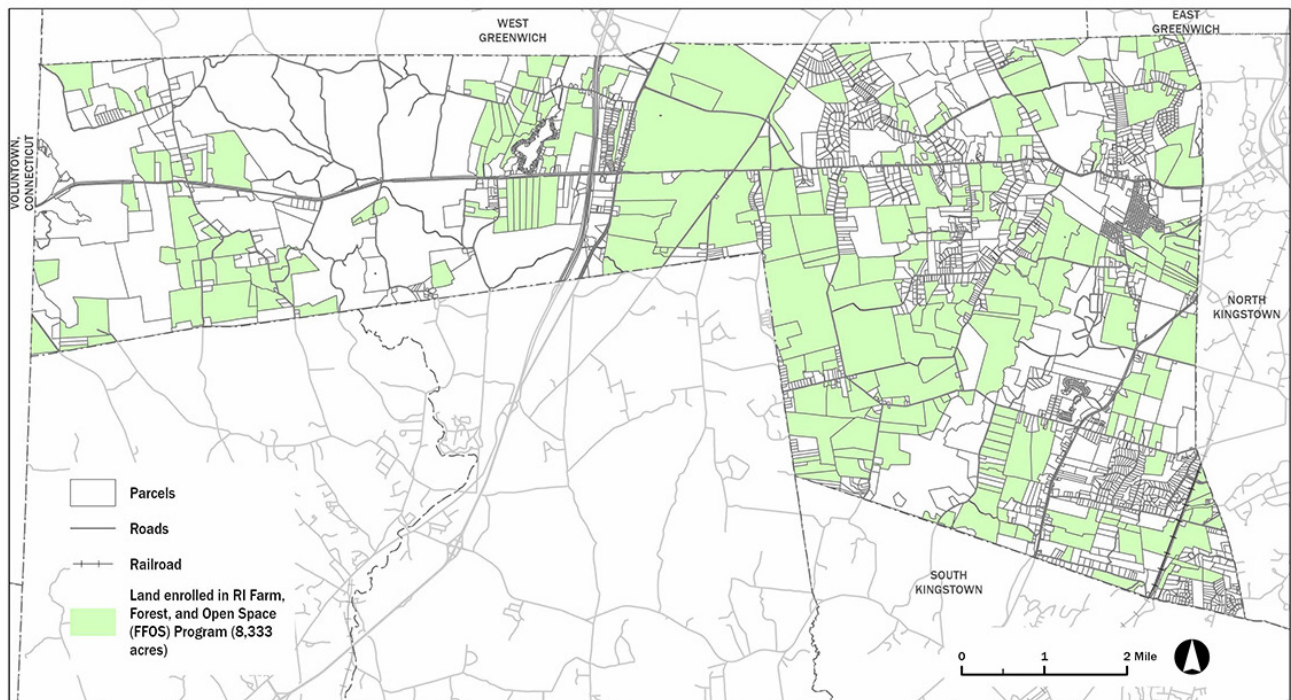 WEST
GREENWICH
EAST
GREENWICH
VOLUNTOWN,
CONNECTICUT
NORTH
KINGSTOWN
SOUTH
KINGSTOWN
Parcels
Roads
Railroad
Land enrolled in RI Farm,
Forest, and Open Space
(FFOS) Program (8,333
acres)
0 1 2 Mile